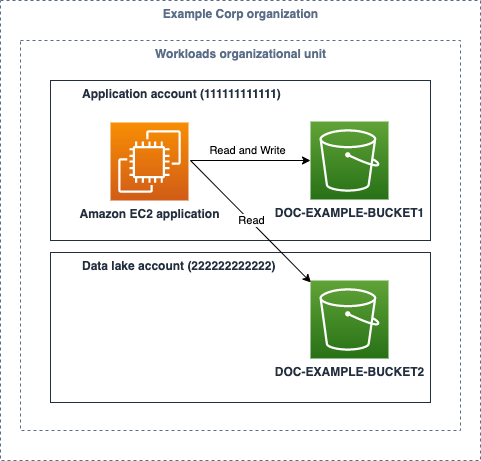 Example Corp organization
Workloads organizational unit
Application account (111111111111)
Read and Write
Amazon EC2 application
DOC-EXAMPLE-BUCKET1
Read
Data lake account (222222222222)
DOC-EXAMPLE-BUCKET2